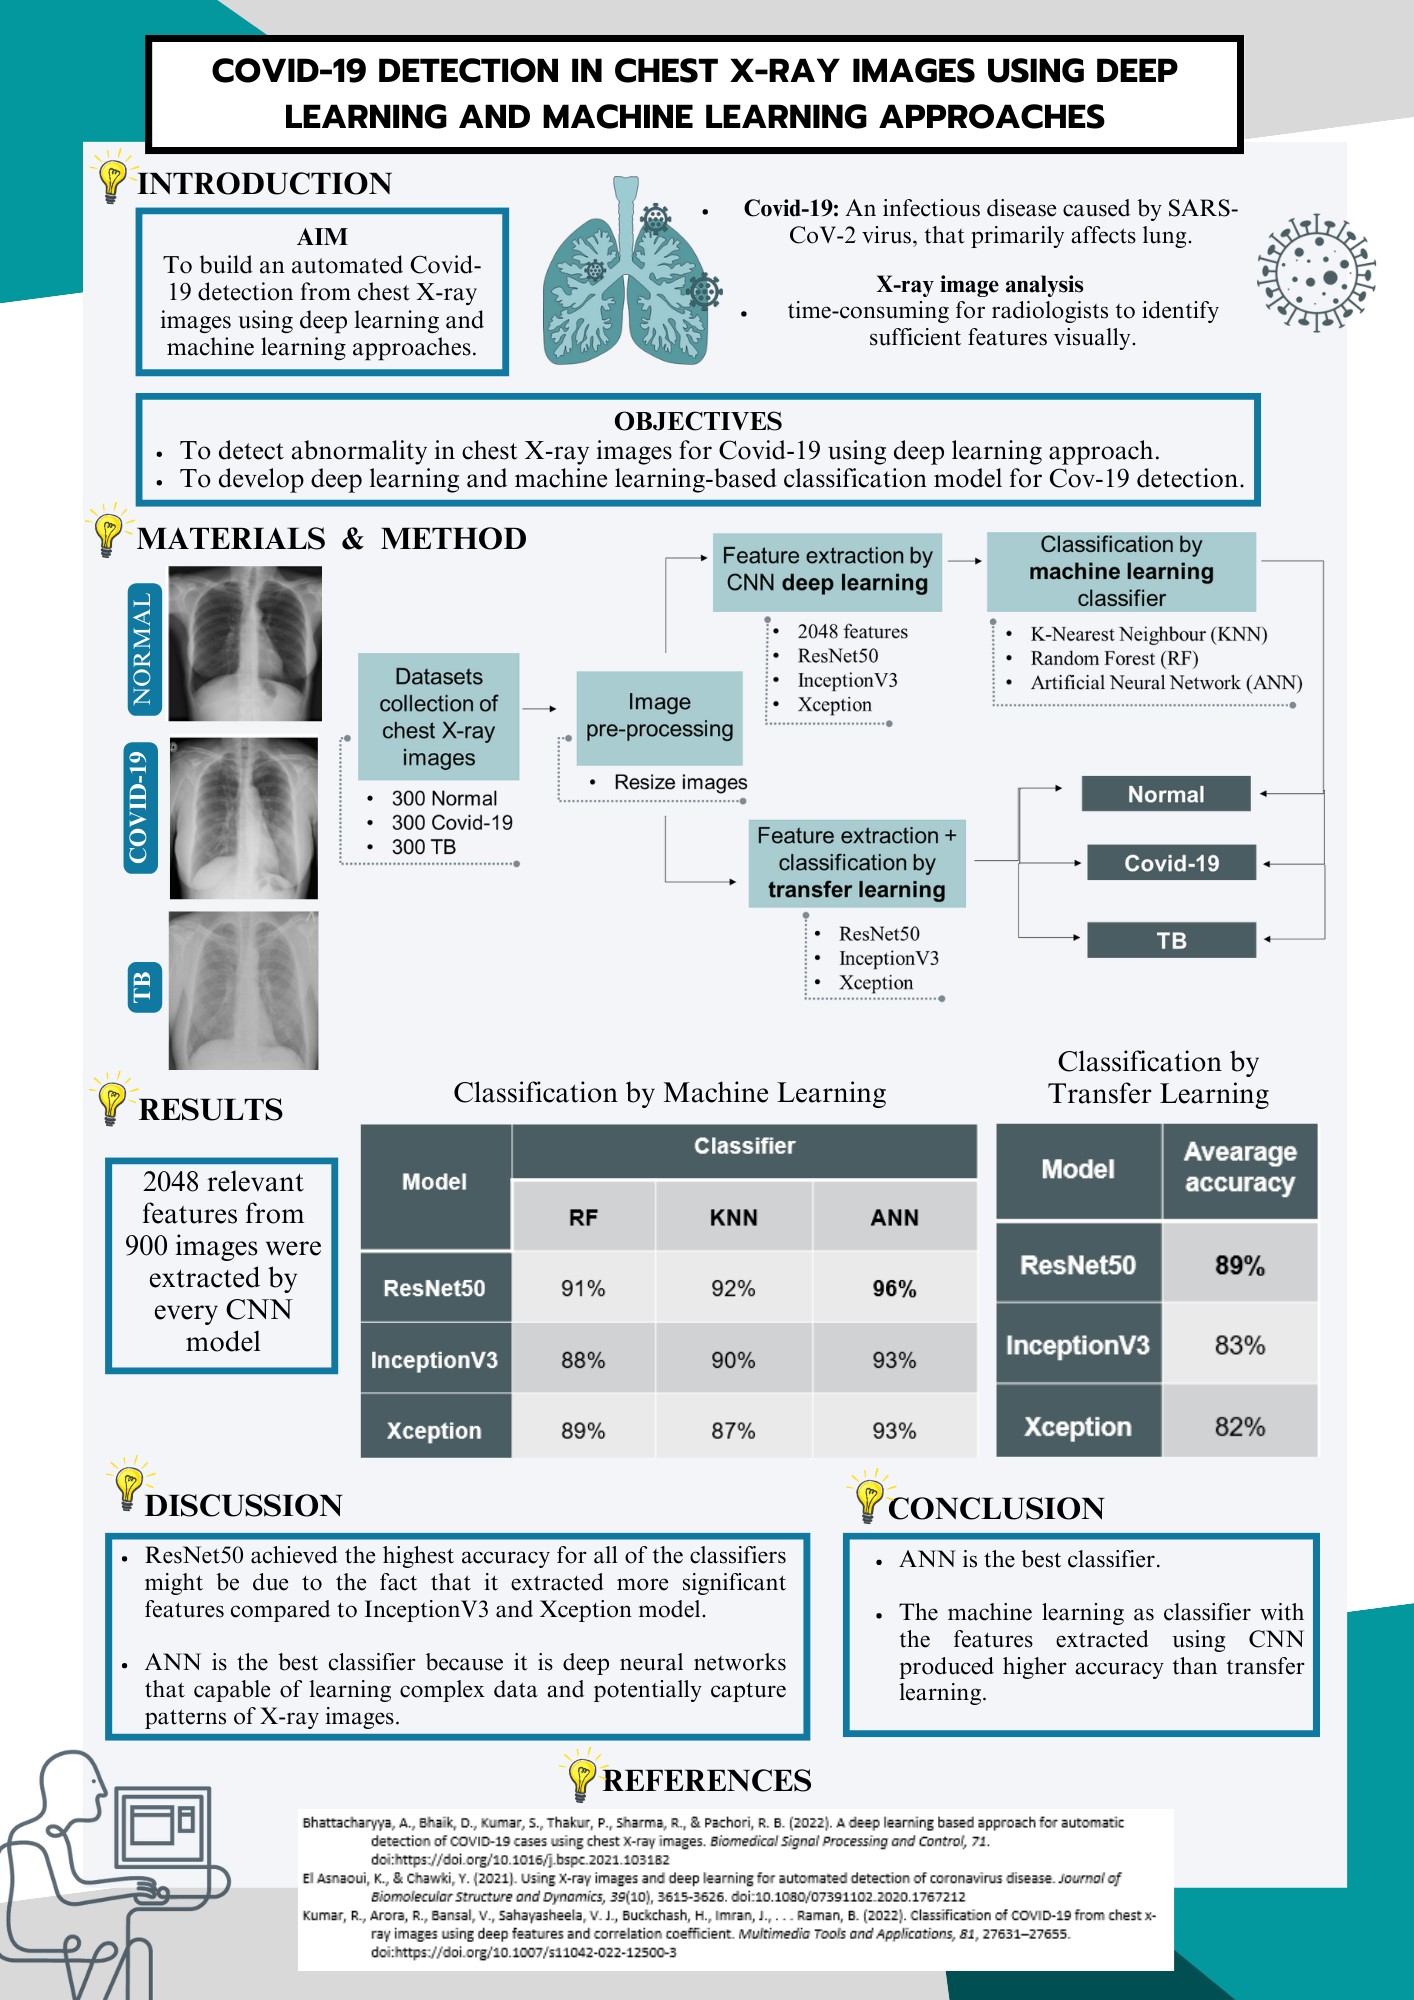 COVID-19 DETECTION IN CHEST X-RAY IMAGES USING DEEP
LEARNING AND MACHINE LEARNING APPROACHES
INTRODUCTION
AIM
To build an automated Covid-
19 detection from chest X-ray
images using deep learning and
machine learning approaches.
• Covid-19: An infectious disease caused by SARS-
CoV-2 virus, that primarily affects lung.
X-ray image analysis
• time-consuming for radiologists to identify
sufficient features visually.
OBJECTIVES
• To detect abnormality in chest X-ray images for Covid-19 using deep learning approach.
• To develop deep learning and machine learning-based classification model for Cov-19 detection.
MATERIALS & METHOD
NORMAL
COVID-19
TB
Datasets
collection of
chest X-ray
images
• 300 Normal
• 300 Covid-19
• 300 TB
Image
pre-processing
• Resize images
Feature extraction by
CNN deep learning
• 2048 features
• ResNet50
• InceptionV3
• Xception
Classification by
machine learning
classifier
• K-Nearest Neighbour (KNN)
• Random Forest (RF)
• Artificial Neural Network (ANN)
Feature extraction +
classification by
transfer learning
• ResNet50
• InceptionV3
• Xception
Normal
Covid-19
TB
RESULTS
2048 relevant
features from
900 images were
extracted by
every CNN
model
Classification by Machine Learning
Model Classifier
RF KNN ANN
ResNet50 91% 92% 96%
InceptionV3 88% 90% 93%
Xception 89% 87% 93%
Classification by
Transfer Learning
Model Avearage
accuracy
ResNet50 89%
InceptionV3 83%
Xception 82%
DISCUSSION
• ResNet50 achieved the highest accuracy for all of the classifiers
might be due to the fact that it extracted more significant
features compared to InceptionV3 and Xception model.
• ANN is the best classifier because it is deep neural networks
that capable of learning complex data and potentially capture
patterns of X-ray images.
CONCLUSION
• ANN is the best classifier.
• The machine learning as classifier with
the features extracted using CNN
produced higher accuracy than transfer
learning.
REFERENCES
Bhattacharyya, A., Bhaik, D., Kumar, S., Thakur, P., Sharma, R., & Pachori, R. B. (2022). A deep learning based approach for automatic
detection of COVID-19 cases using chest X-ray images. Biomedical Signal Processing and Control, 71.
doi:https://doi.org/10.1016/j.bspc.2021.103182
El Asnaoui, K., & Chawki, Y. (2021). Using X-ray images and deep learning for automated detection of coronavirus disease. Journal of
Biomolecular Structure and Dynamics, 39(10), 3615-3626. doi:10.1080/07391102.2020.1767212
Kumar, R., Arora, R., Bansal, V., Sahayasheela, V. J., Buckchash, H., Imran, J., . . . Raman, B. (2022). Classification of COVID-19 from chest x-
ray images using deep features and correlation coefficient. Multimedia Tools and Applications, 81, 27631–27655.
doi:https://doi.org/10.1007/s11042-022-12500-3